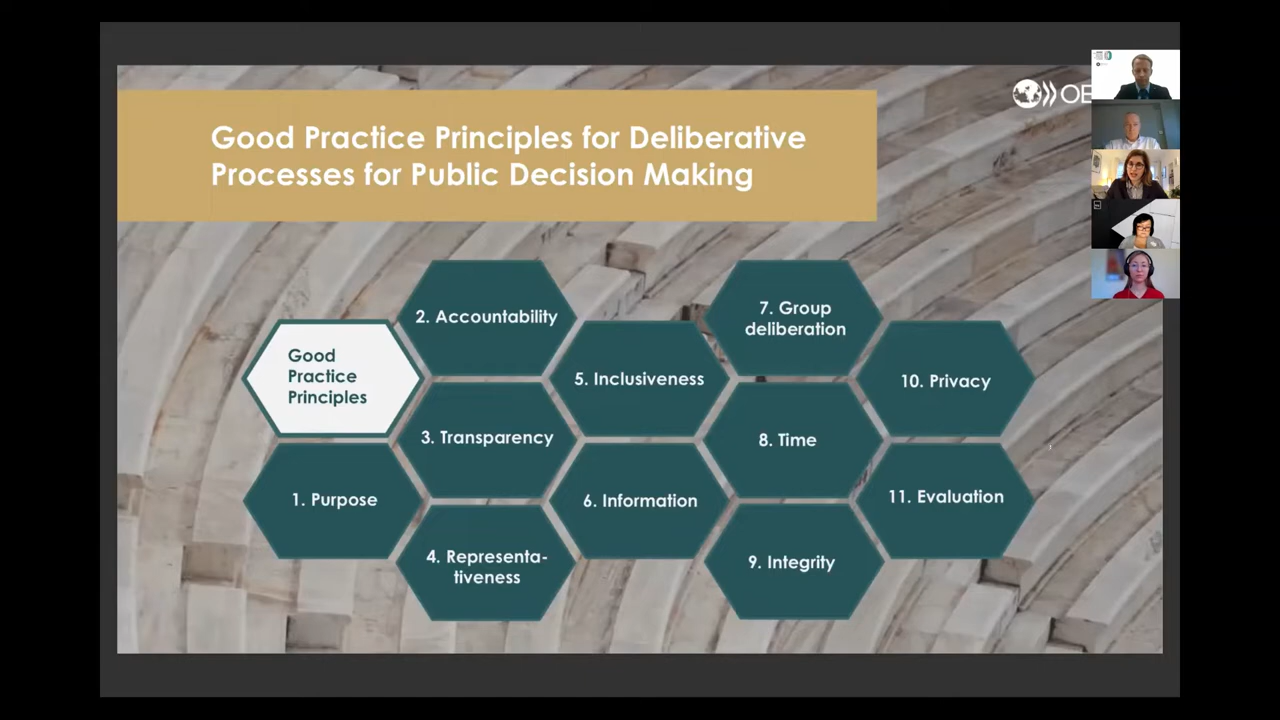 Good Practice Principles for Deliberative
Processes for Public Decision Making
OE
Good
Practice
Principles
1. Purpose
2. Accountability
3. Transparency
4. Representa-
tiveness
5. Inclusiveness
6. Information
7. Group
deliberation
8. Time
9. Integrity
10. Privacy
11. Evaluation